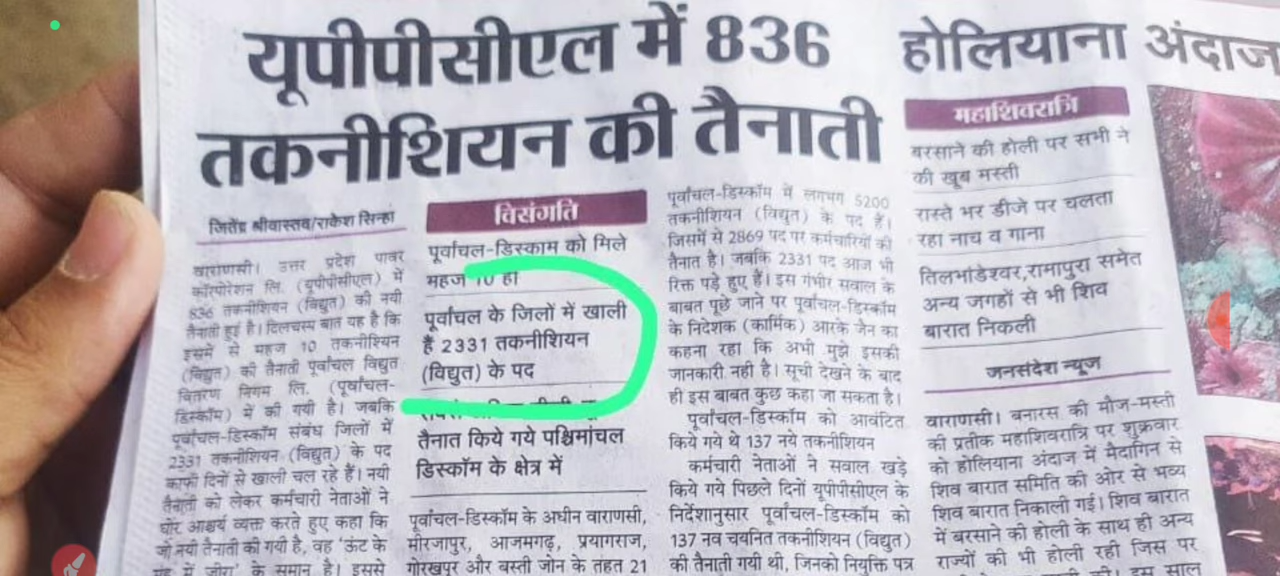 यूपीपीसीएल में 836
तकनीशियन की तैनाती
जितेंद्र श्रीवास्तव/राकेश सिन्हा
वाराणसी। उत्तर प्रदेश पावर
कॉरपोरेशन लि. (यूपीपीसीएल) में
836 तकनीशियन (विद्युत) की नयी
तैनाती हुई है। दिलचस्प बात यह है कि
इसमें से महज 10 तकनीश्यिन
(विद्युत) की तैनाती पूर्वांचल विद्युत
वितरण निगम लि. (पूर्वांचल-
डिस्कॉम) में की गयी है। जबकि
पूर्वांचल-डिस्कॉम संबंध जिलों में
2331 तकनीशियन (विद्युत) के पद
काफी दिनों से खाली चल रहे हैं। नयी
तैनाती को लेकर कर्मचारी नेताओं ने
घोर आश्चर्य व्यक्त करते हुए कहा कि
जो नयी तैनाती की गयी है, वह 'ऊंट के
मुंह में जीरा' के समान है। इससे
विसंगति
पूर्वांचल-डिस्काम को मिले
महज 10 ही
पूर्वांचल के जिलों में खाली
हैं 2331 तकनीशियन
(विद्युत) के पद
तैनात किये गये पश्चिमांचल
डिस्कॉम के क्षेत्र में
पूर्वांचल-डिस्कॉम के अधीन वाराणसी,
मीरजापुर, आजमगढ़, प्रयागराज,
गोरखपुर और बस्ती जोन के तहत 21
पूर्वांचल-डिस्कॉम में लगभग 5200
तकनीशियन (विद्युत) के पद हैं।
जिसमें से 2869 पद पर कर्मचारियों की
तैनात है। जबकि 2331 पद आज भी
रिक्त पड़े हुए हैं। इस गंभीर सवाल के
बाबत पूछे जाने पर पूर्वांचल-डिस्कॉम
के निदेशक (कार्मिक) आरके जैन का
कहना रहा कि अभी मुझे इसकी
जानकारी नही है। सूची देखने के बाद
ही इस बाबत कुछ कहा जा सकता है।
पूर्वांचल-डिस्कॉम को आवंटित
किये गये थे 137 नये तकनीशियन
कर्मचारी नेताओं ने सवाल खड़े
किये गये पिछले दिनों यूपीपीसीएल के
निर्देशानुसार पूर्वांचल-डिस्कॉम को
137 नव चयनित तकनीशियन (विद्युत)
की तैनाती गयी थी, जिनको नियुक्ति पत्र
होलियाना अंदाज
महाशिवरात्रि
बरसाने की होली पर सभी ने
की खूब मस्ती
रास्ते भर डीजे पर चलता
रहा नाच व गाना
तिलभांडेश्वर,रामापुरा समेत
अन्य जगहों से भी शिव
बारात निकली
जनसंदेश न्यूज
वाराणसी। बनारस की मौज-मस्ती
की प्रतीक महाशिवरात्रि पर शुक्रवार
को होलियाना अंदाज में मैदागिन से
शिव बारात समिति की ओर से भव्य
शिव बारात निकाली गई। शिव बारात
में बरसाने की होली के साथ ही अन्य
राज्यों की भी होली रही जिस पर
इस साल